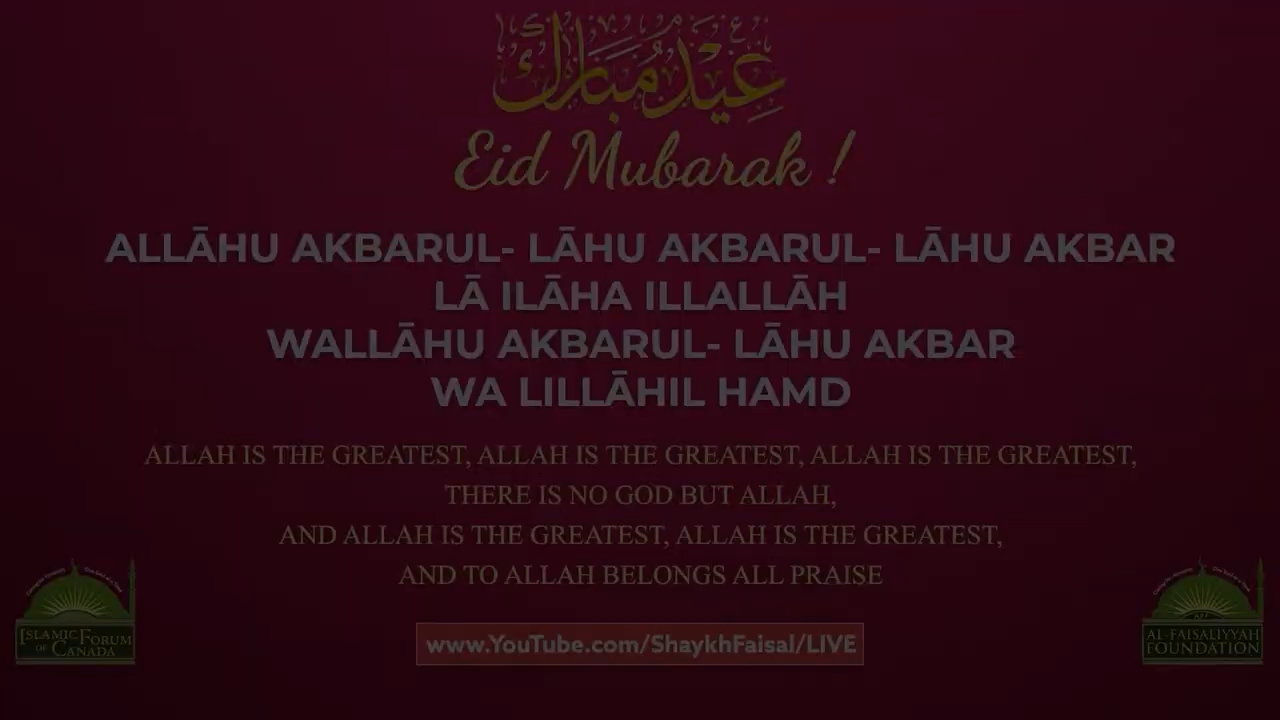 عِيْدمُبَارَك
Eid Mubarak !
ALLĀHU AKBARUL- LĀHU AKBARUL- LĀHU AKBAR
LĀ ILĀHA ILLALLĀH
WALLĀHU AKBARUL- LĀHU AKBAR
WA LILLĀHIL HAMD
ALLAH IS THE GREATEST, ALLAH IS THE GREATEST, ALLAH IS THE GREATEST,
THERE IS NO GOD BUT ALLAH,
AND ALLAH IS THE GREATEST, ALLAH IS THE GREATEST,
AND TO ALLAH BELONGS ALL PRAISE
ISLAMIC FORUM
OF CANADA
www.YouTube.com/ShaykhFaisal/LIVE
AL-FAISALIYYAH
FOUNDATION